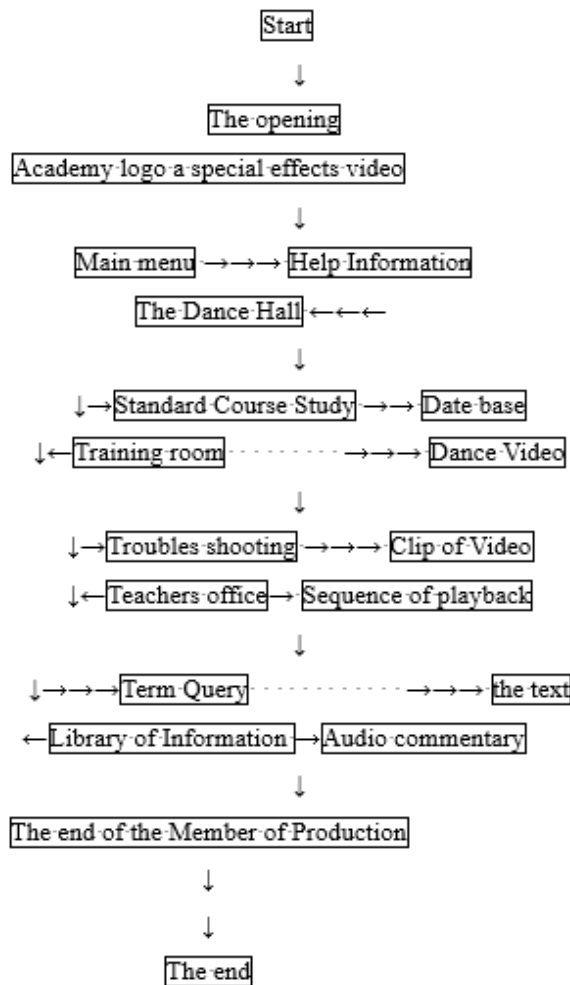 Start
↓
The opening
Academy logo a special effects video
↓
Main menu →→→ Help Information
The Dance Hall ←←←
↓
↓→Standard Course Study →→ Date base
↓←Training room →→→ Dance Video
↓
↓→Troubles shooting →→→ Clip of Video
↓←Teachers office→ Sequence of playback
↓
↓→→→Term Query →→→ the text
←Library of Information →Audio commentary
↓
The end of the Member of Production
↓
↓
The end